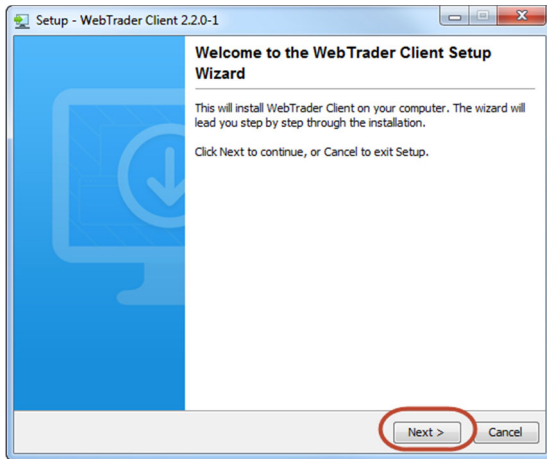 Setup - WebTrader Client 2.2.0-1
Welcome to the WebTrader Client Setup
Wizard
This will install WebTrader Client on your computer. The wizard will
lead you step by step through the installation.
Click Next to continue, or Cancel to exit Setup.
Next >
Cancel